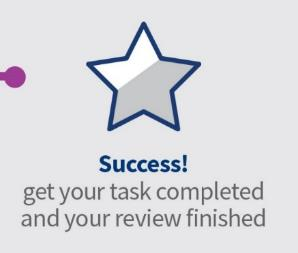 Success!
get your task completed
and your review finished